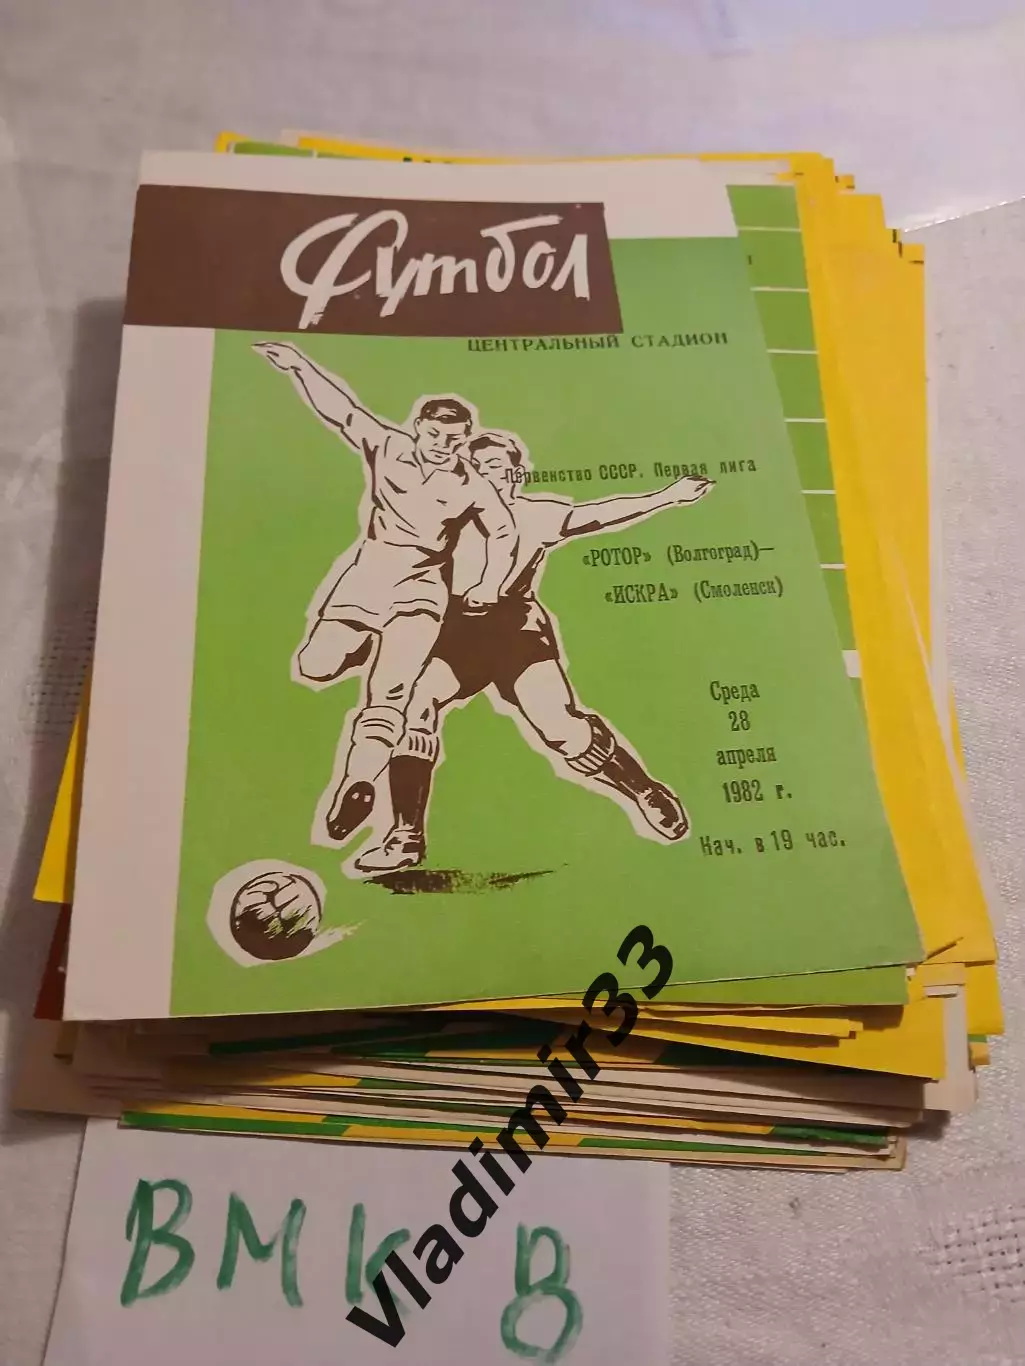 Футбол
ЦЕНТРАЛЬНЫЙ СТАДИОН
Первенство СССР. Первая лига
«РОТОР» (Волгоград)—
«ИСКРА» (Смоленск)
Среда
28
апреля
1982 г.
Нач. в 19 час.
Vladimir33
ВМК 8